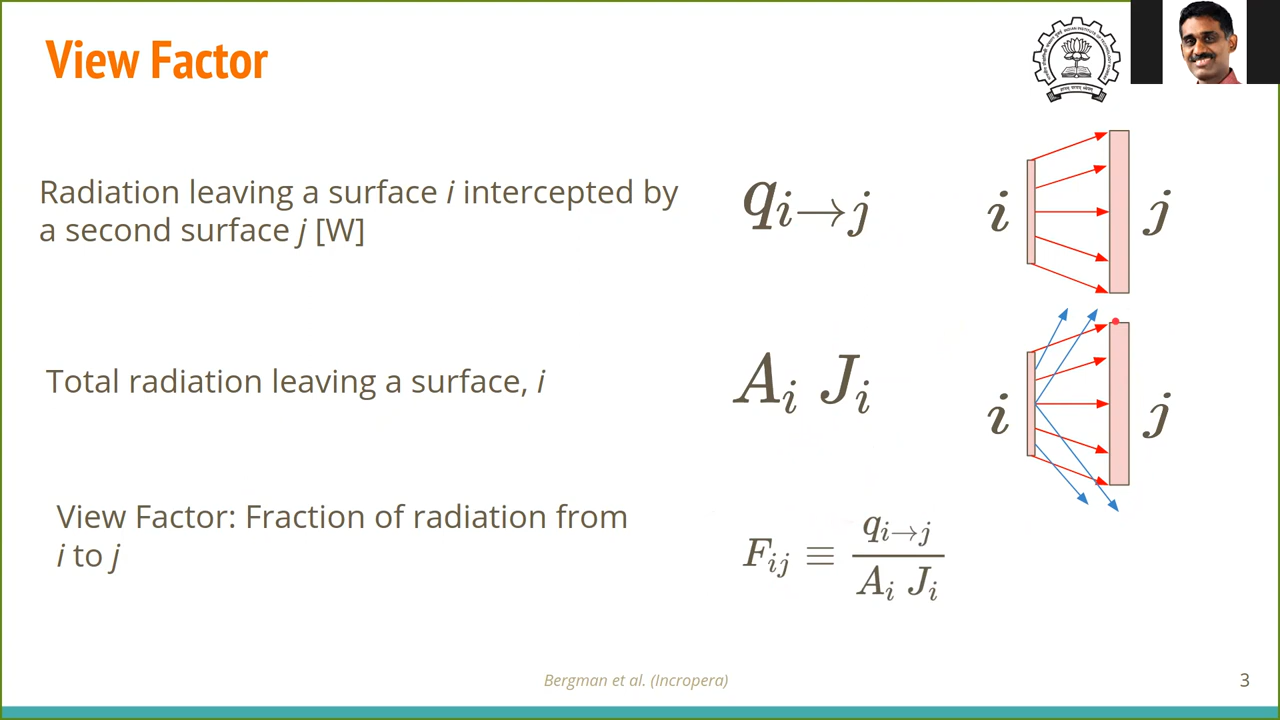 View Factor
Radiation leaving a surface i intercepted by
a second surface j [W]
q_{i→j}
i
j
Total radiation leaving a surface, i
A_i J_i
i
j
View Factor: Fraction of radiation from
i to j
F_{ij} ≡ \frac{q_{i→j}}{A_i J_i}
Bergman et al. (Incropera)
3